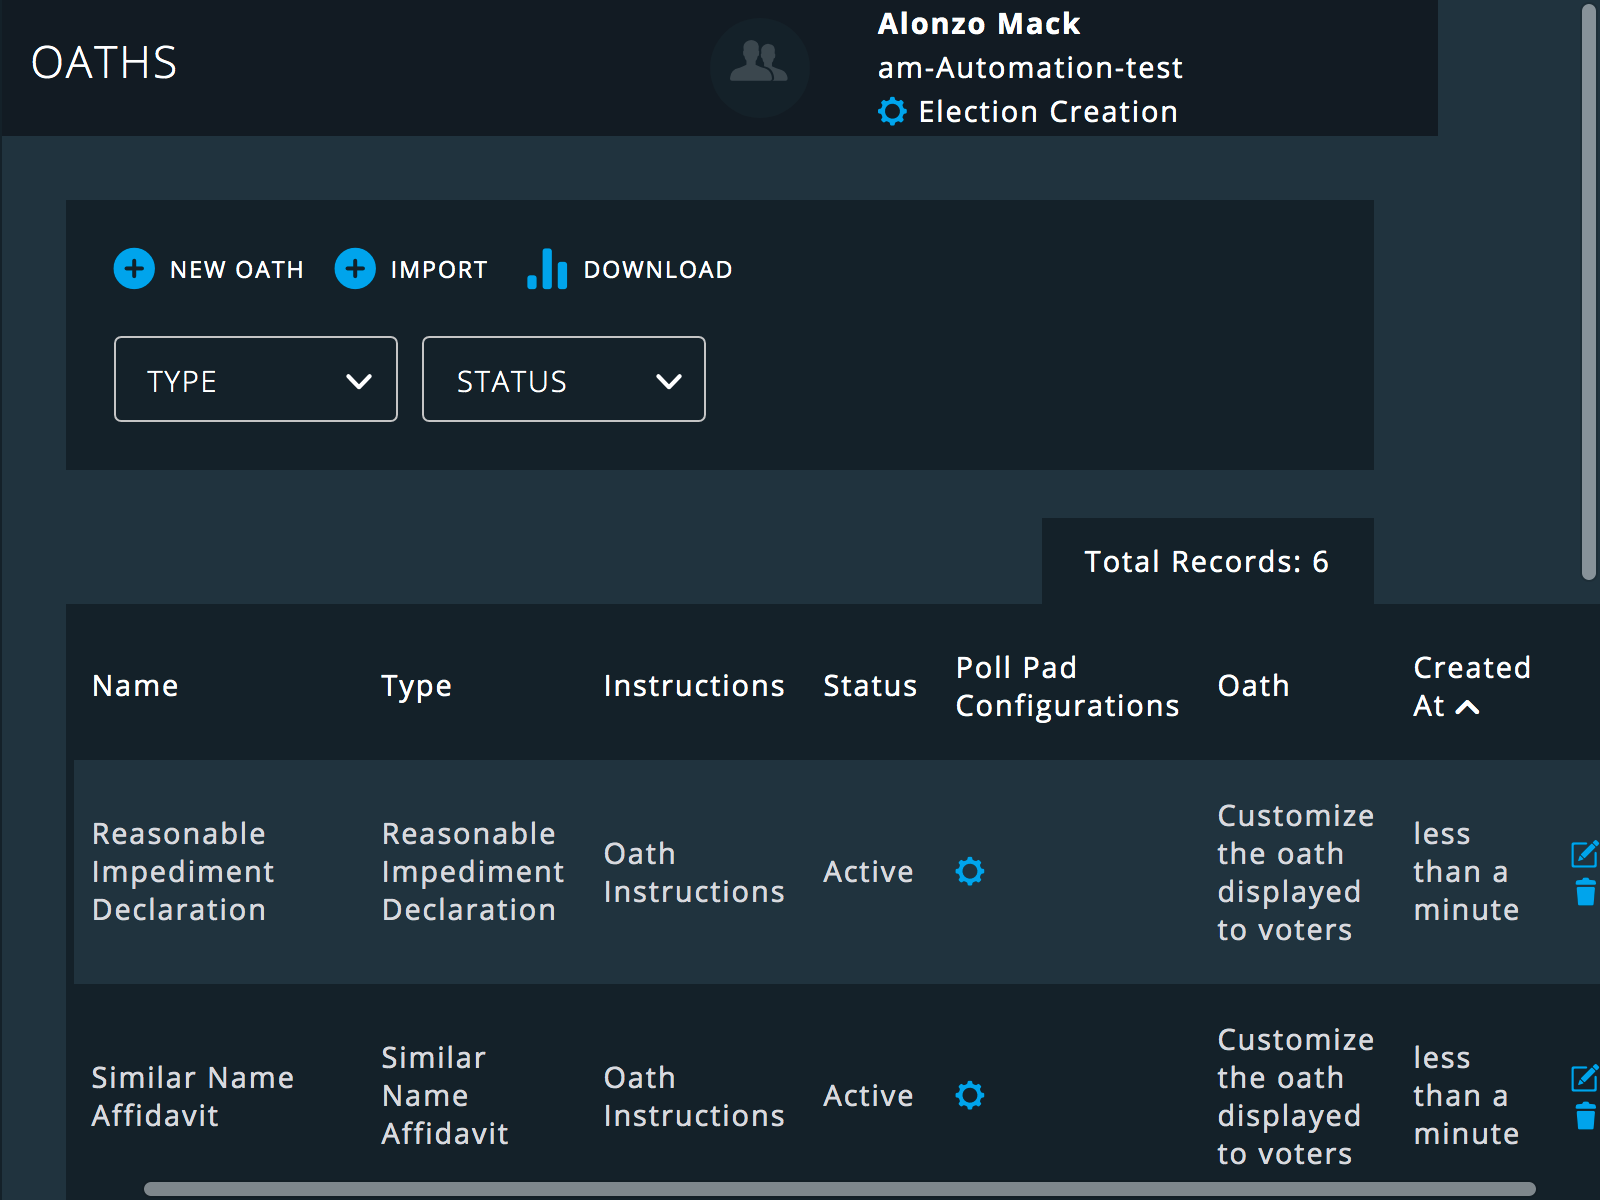 OATHS
Alonzo Mack
am-Automation-test
Election Creation
NEW OATH
IMPORT
DOWNLOAD
TYPE
STATUS
Total Records: 6
Name
Type
Instructions
Status
Poll Pad
Configurations
Oath
Created
At
Reasonable
Impediment
Declaration
Reasonable
Impediment
Declaration
Oath
Instructions
Active
Customize
the oath
displayed
to voters
less
than a
minute
Similar Name
Affidavit
Similar
Name
Affidavit
Oath
Instructions
Active
Customize
the oath
displayed
to voters
less
than a
minute